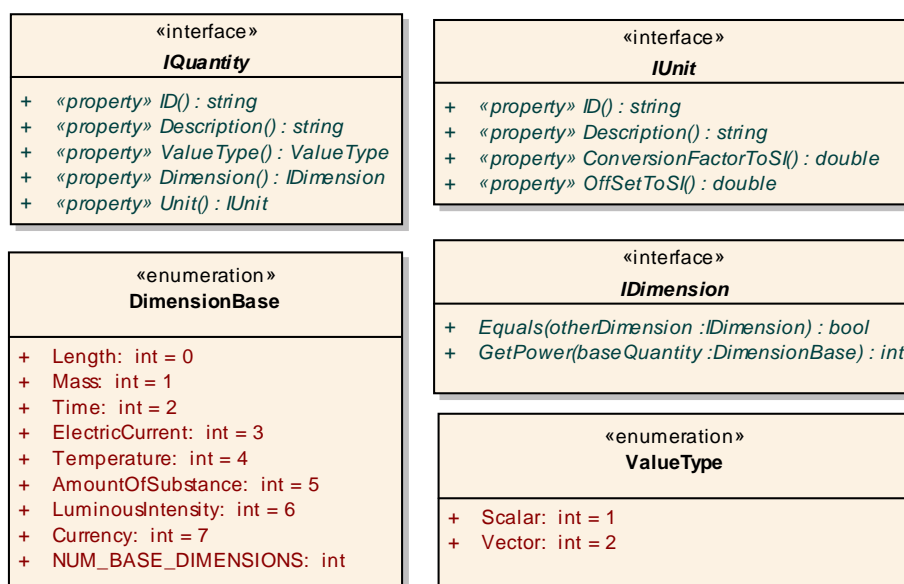 «interface»
IQuantity
+ «property» ID() : string
+ «property» Description() : string
+ «property» ValueType() : ValueType
+ «property» Dimension() : IDimension
+ «property» Unit() : IUnit
«interface»
IUnit
+ «property» ID() : string
+ «property» Description() : string
+ «property» ConversionFactorToSI() : double
+ «property» OffSetToSI() : double
«enumeration»
DimensionBase
+ Length: int = 0
+ Mass: int = 1
+ Time: int = 2
+ ElectricCurrent: int = 3
+ Temperature: int = 4
+ AmountOfSubstance: int = 5
+ LuminousIntensity: int = 6
+ Currency: int = 7
+ NUM_BASE_DIMENSIONS: int
«interface»
IDimension
+ Equals(otherDimension :IDimension) : bool
+ GetPower(baseQuantity :DimensionBase) : int
«enumeration»
ValueType
+ Scalar: int = 1
+ Vector: int = 2